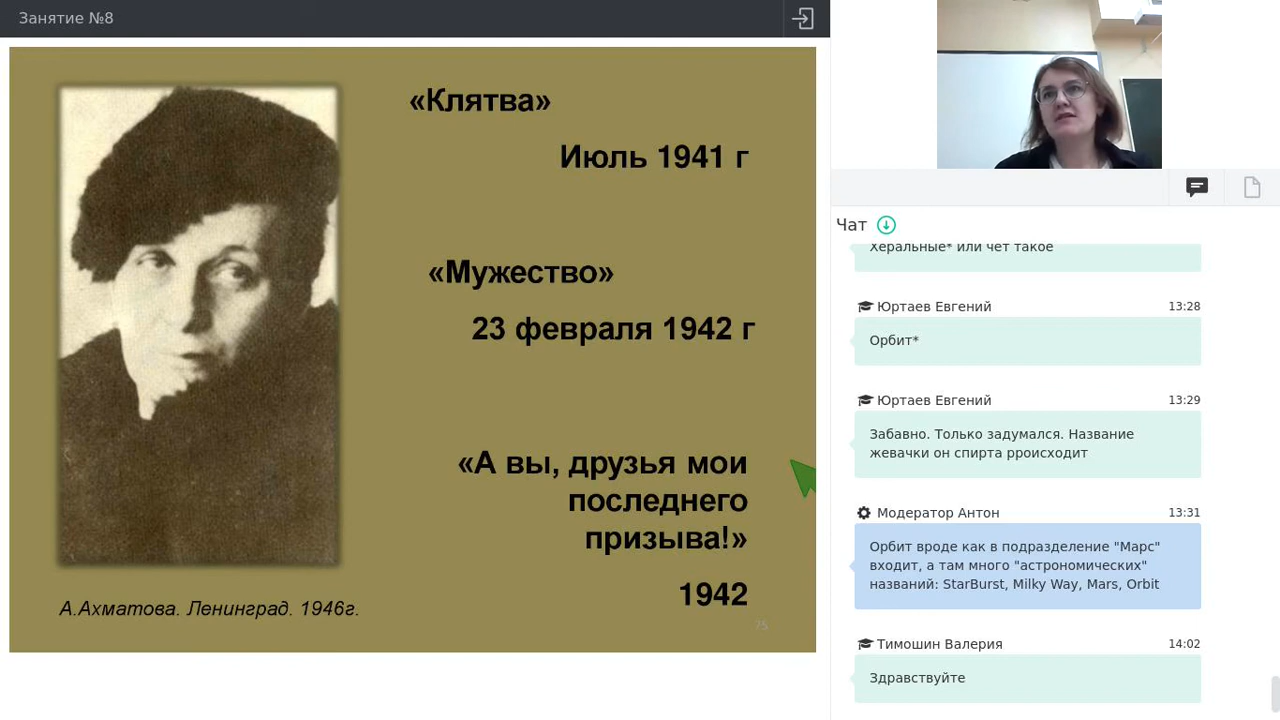 Занятие №8
«Клятва»
Июль 1941 г
«Мужество»
23 февраля 1942 г
«А вы, друзья мои
последнего
призыва!»
1942
75
А.Ахматова. Ленинград. 1946г.
Чат
Херальные* или чет такое
Юртаев Евгений 13:28
Орбит*
Юртаев Евгений 13:29
Забавно. Только задумался. Название
жевачки он спирта рроисходит
Модератор Антон 13:31
Орбит вроде как в подразделение "Марс"
входит, а там много "астрономических"
названий: StarBurst, Milky Way, Mars, Orbit
Тимошин Валерия 14:02
Здравствуйте